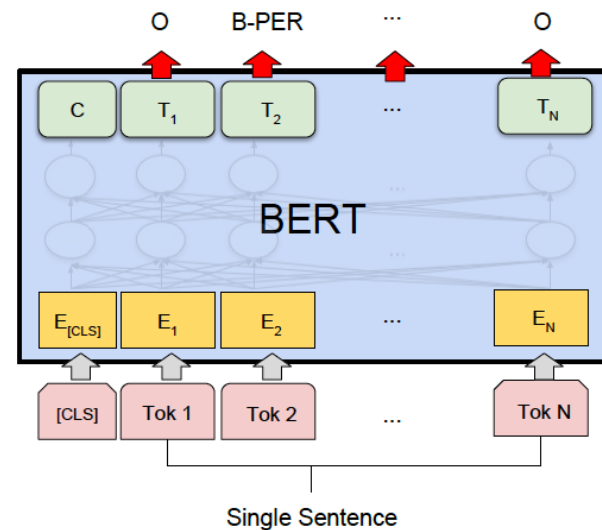 O B-PER ... O
C T1 T2 ... TN
...
BERT
...
E[CLS] E1 E2 ... EN
[CLS] Tok 1 Tok 2 ... Tok N
Single Sentence